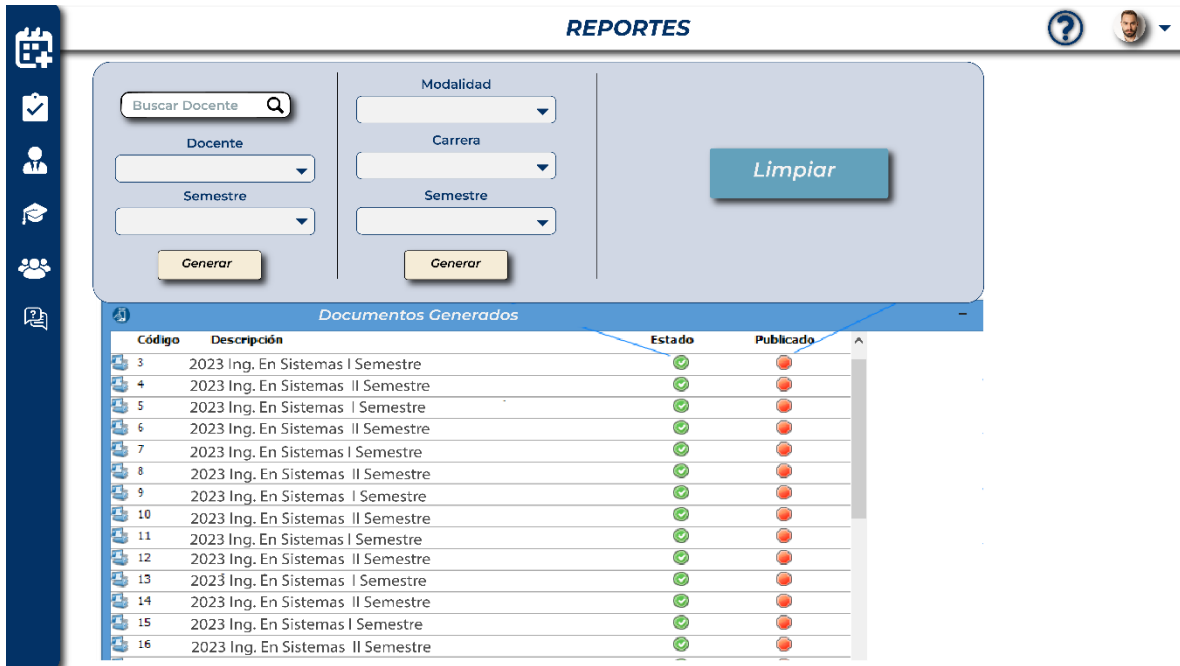 REPORTES
Buscar Docente
Docente
Semestre
Generar
Modalidad
Carrera
Semestre
Generar
Limpiar
Documentos Generados
Código Descripción Estado Publicado
3 2023 Ing. En Sistemas I Semestre
4 2023 Ing. En Sistemas II Semestre
5 2023 Ing. En Sistemas I Semestre
6 2023 Ing. En Sistemas II Semestre
7 2023 Ing. En Sistemas I Semestre
8 2023 Ing. En Sistemas II Semestre
9 2023 Ing. En Sistemas I Semestre
10 2023 Ing. En Sistemas II Semestre
11 2023 Ing. En Sistemas I Semestre
12 2023 Ing. En Sistemas II Semestre
13 2023 Ing. En Sistemas I Semestre
14 2023 Ing. En Sistemas II Semestre
15 2023 Ing. En Sistemas I Semestre
16 2023 Ing. En Sistemas II Semestre